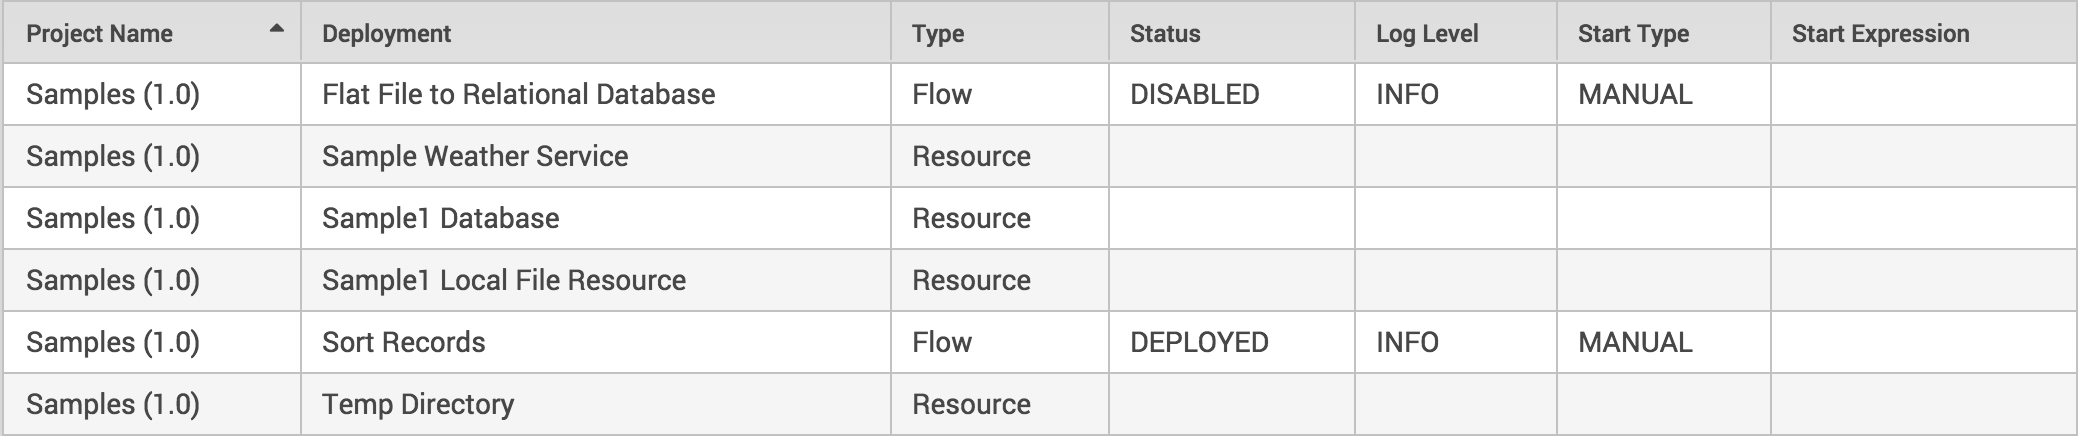 Project Name Deployment Type Status Log Level Start Type Start Expression
Samples (1.0) Flat File to Relational Database Flow DISABLED INFO MANUAL
Samples (1.0) Sample Weather Service Resource
Samples (1.0) Sample1 Database Resource
Samples (1.0) Sample1 Local File Resource Resource
Samples (1.0) Sort Records Flow DEPLOYED INFO MANUAL
Samples (1.0) Temp Directory Resource